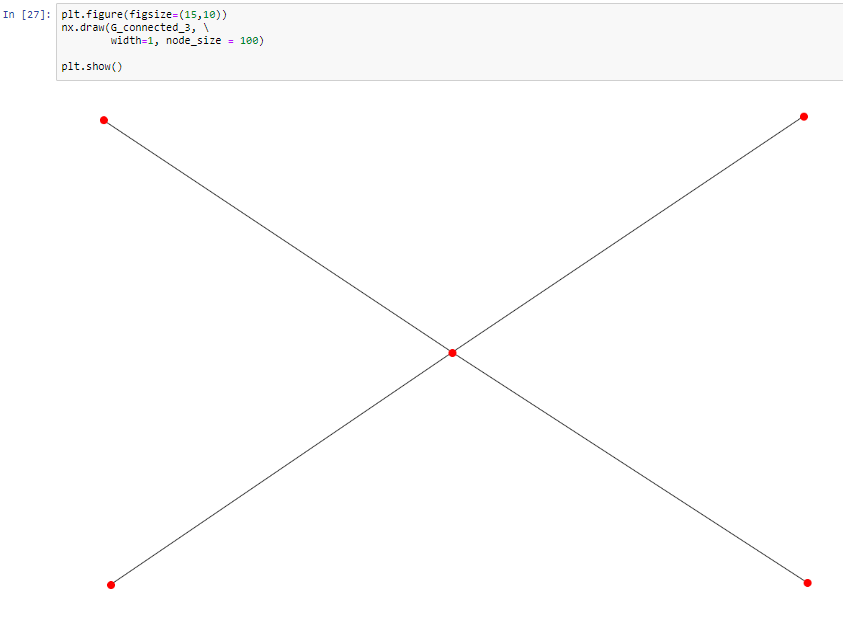 In [27]: plt.figure(figsize=(15,10))
nx.draw(G_connected_3, \
width=1, node_size = 100)
plt.show()